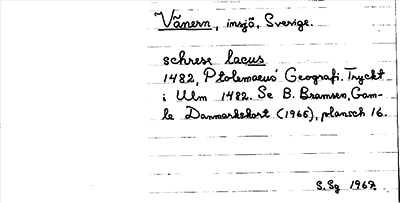 Vänern, insjö, Sverige.
schrese lacus
1482, Ptolemaeus' Geografi. Tryckt
i Ulm 1482. Se B. Bramsen, Gam-
le Danmarkskort (1965), plansch 16.
S.Sg 1967.